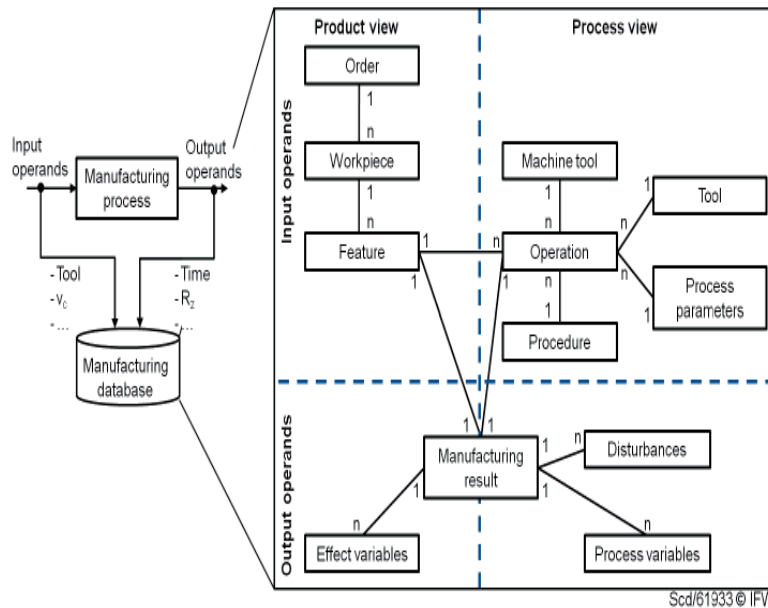 Product view
Process view
Input operands
Output operands
Order
1
n
Workpiece
1
n
Feature
1
n
1
Machine tool
1
n
Operation
n
1
Tool
n
1
Process
parameters
n
1
Procedure
1
1
1
Manufacturing
result
1
n
Disturbances
1
n
Process variables
1
n
Effect variables
Input
operands
Manufacturing
process
Output
operands
- Tool
- vc
- ...
- Time
- Rz
- ...
Manufacturing
database
Scd/61933 © IFW